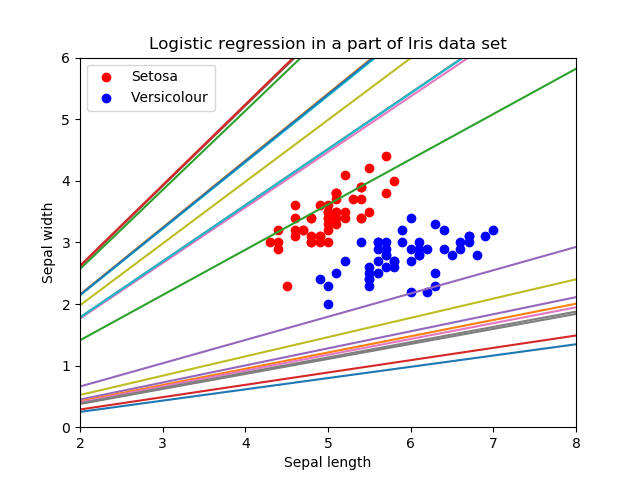 Logistic regression in a part of Iris data set
Setosa
Versicolour
Sepal width
6
5
4
3
2
1
0
2 3 4 5 6 7 8
Sepal length